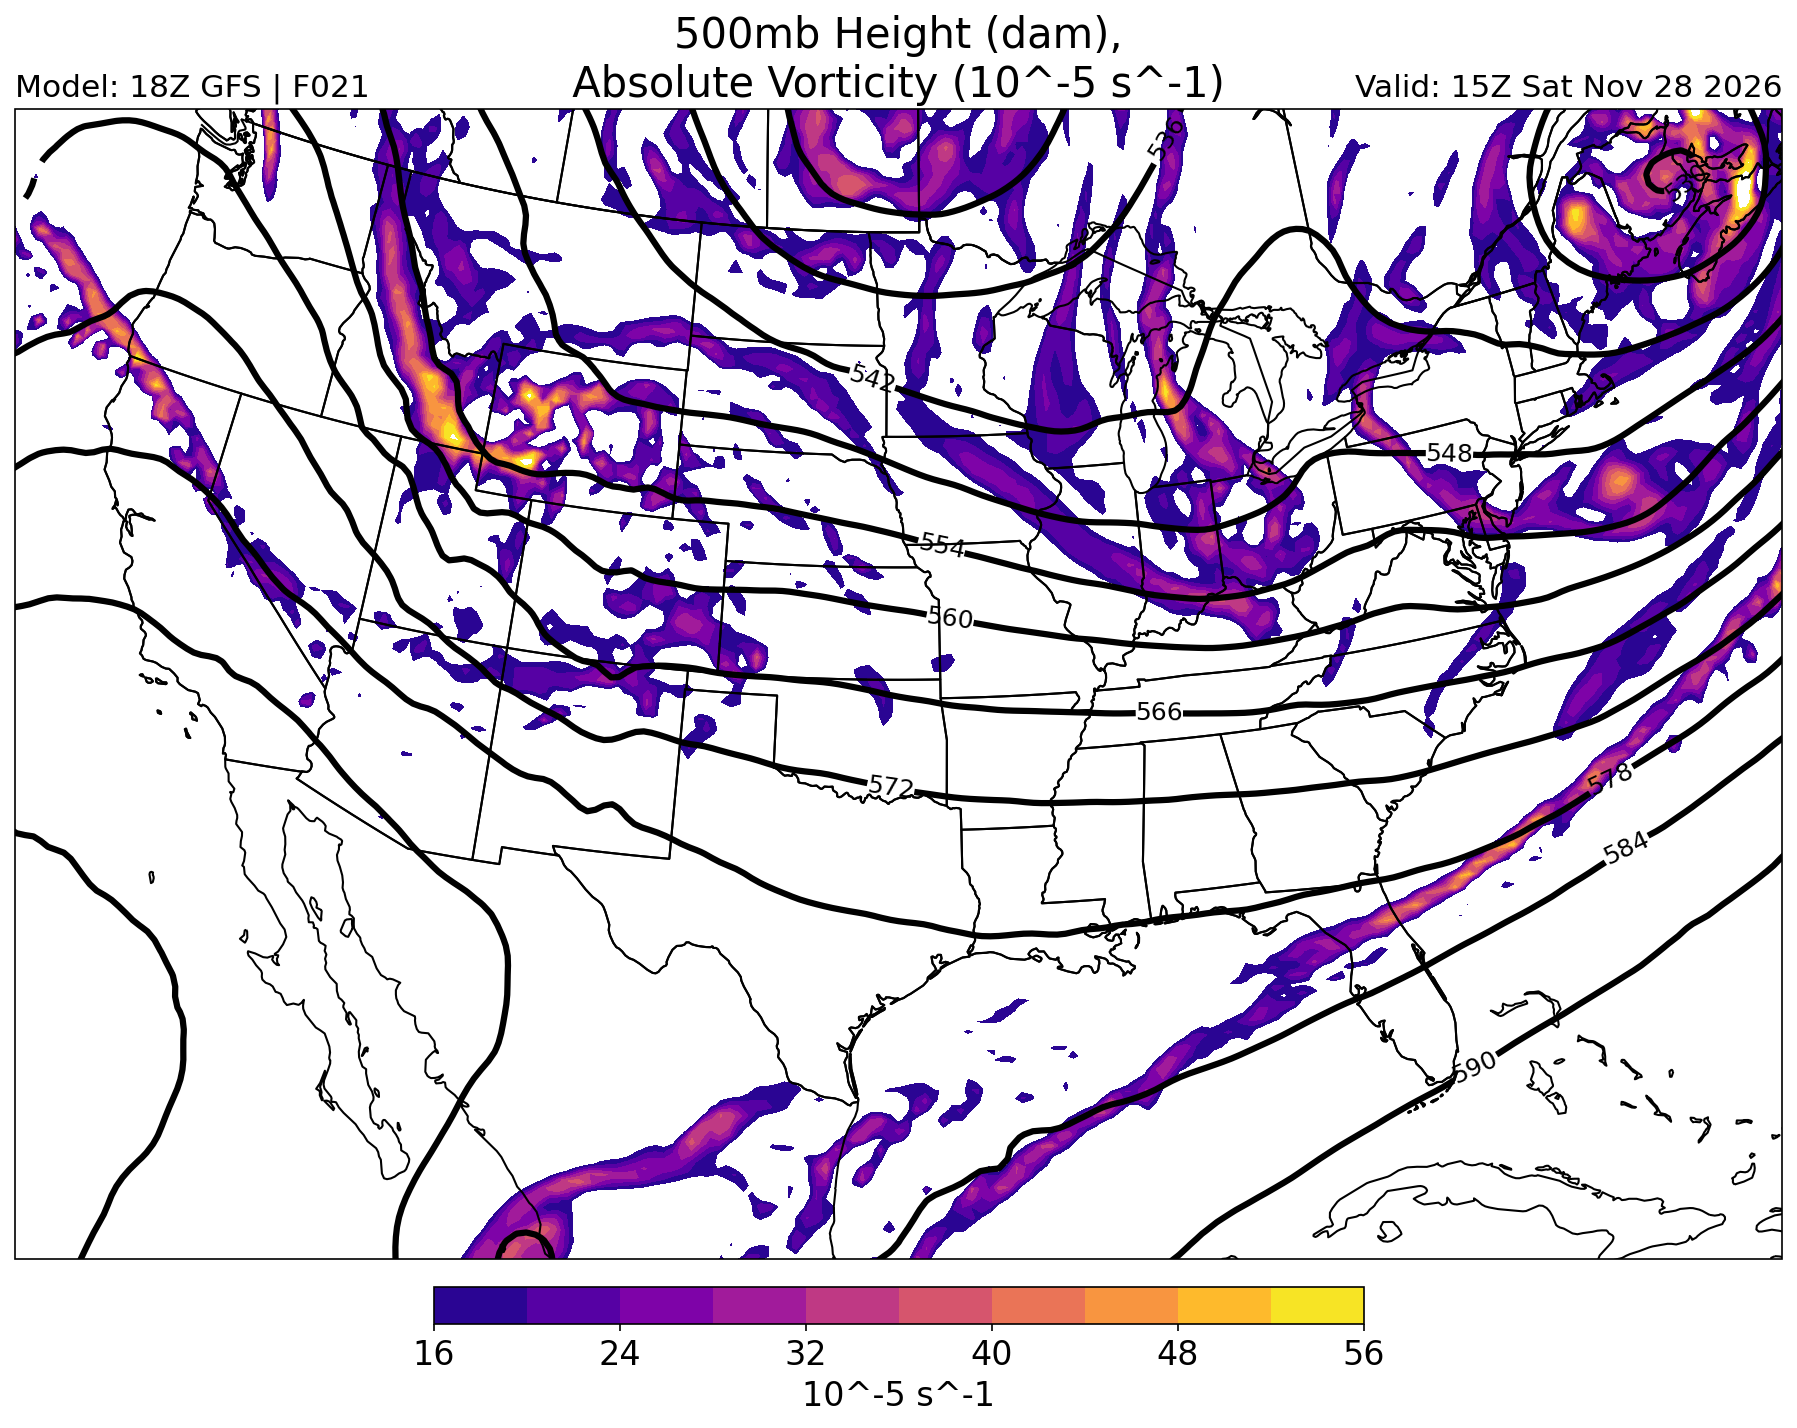 500mb Height (dam),
Model: 18Z GFS | F021
Absolute Vorticity (10^-5 s^-1)
Valid: 15Z Sat Nov 28 2026
536
542
548
554
560
566
572
578
584
590
16 24 32 40 48 56
10^-5 s^-1